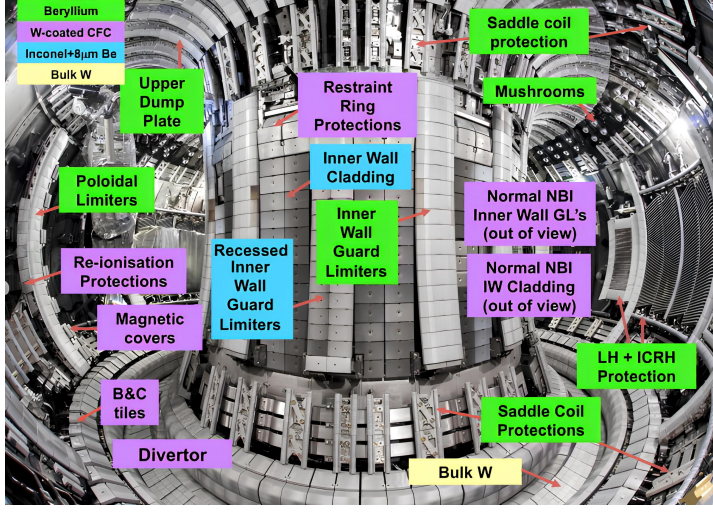 Beryllium
W-coated CFC
Inconel+8µm Be
Bulk W
Saddle coil
protection
Upper
Dump
Plate
Restraint
Ring
Protections
Mushrooms
Inner Wall
Cladding
Poloidal
Limiters
Inner
Wall
Guard
Limiters
Normal NBI
Inner Wall GL's
(out of view)
Recessed
Inner
Wall
Guard
Limiters
Re-ionisation
Protections
Normal NBI
IW Cladding
(out of view)
Magnetic
covers
LH + ICRH
Protection
B&C
tiles
Saddle Coil
Protections
Divertor
Bulk W